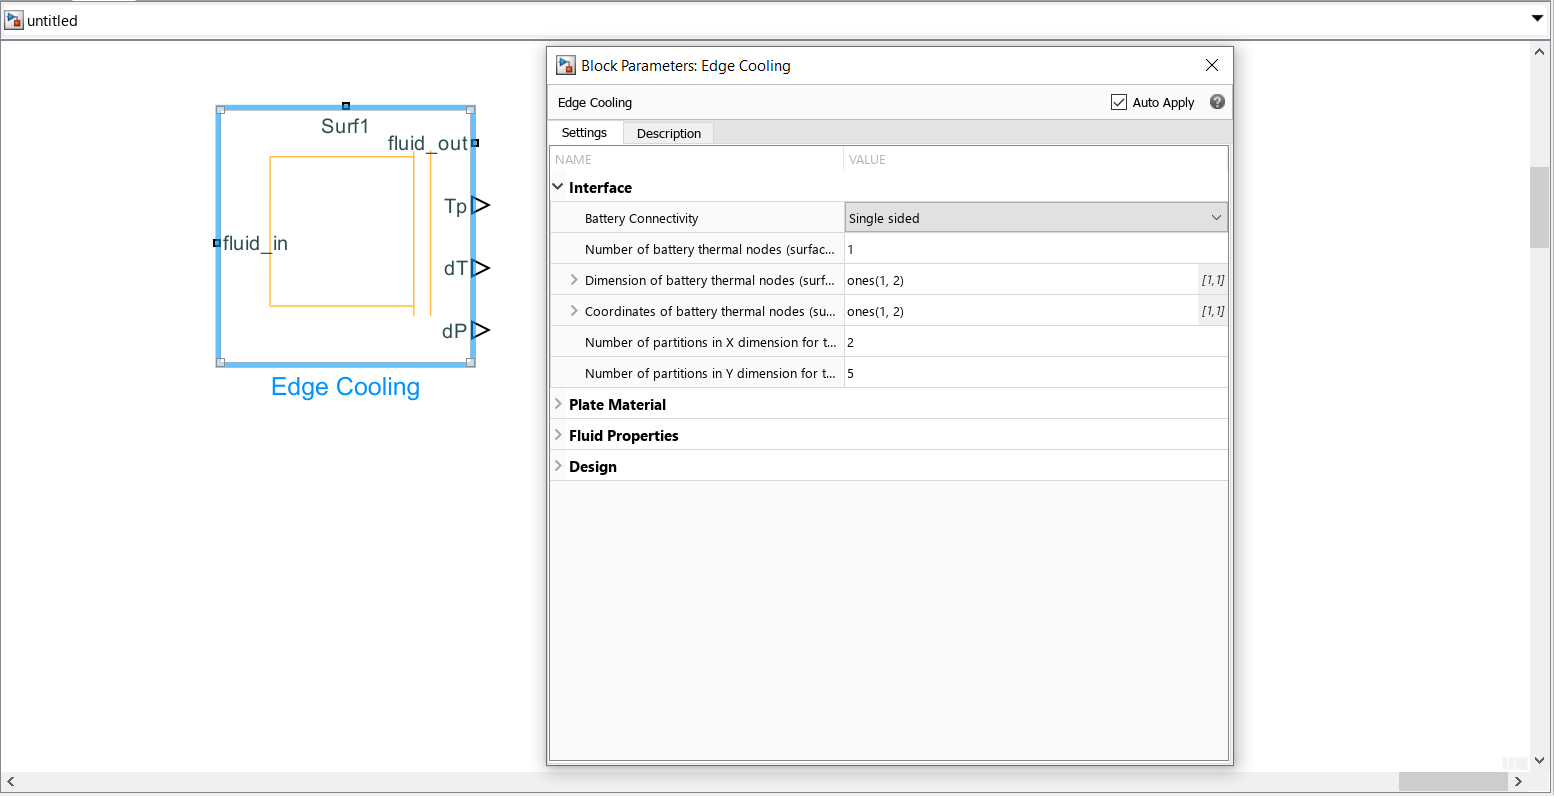 untitled
Surf1
fluid_out
Tp
fluid_in
dT
dP
Edge Cooling
Block Parameters: Edge Cooling
Edge Cooling
Auto Apply
Settings Description
NAME VALUE
Interface
Battery Connectivity Single sided
Number of battery thermal nodes (surfac... 1
Dimension of battery thermal nodes (surf... ones(1, 2) [1,1]
Coordinates of battery thermal nodes (su... ones(1, 2) [1,1]
Number of partitions in X dimension for t... 2
Number of partitions in Y dimension for t... 5
Plate Material
Fluid Properties
Design